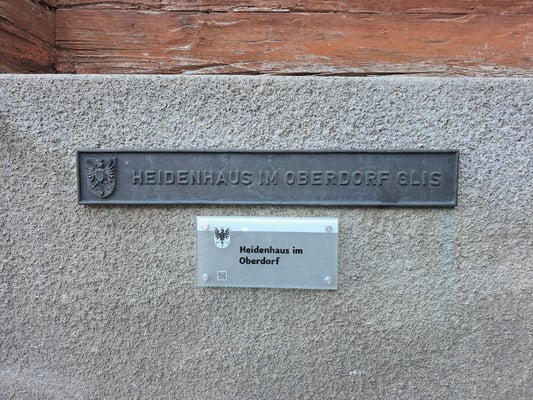 HEIDENHAUS IM OBERDORF GLIS
Heidenhaus im
Oberdorf